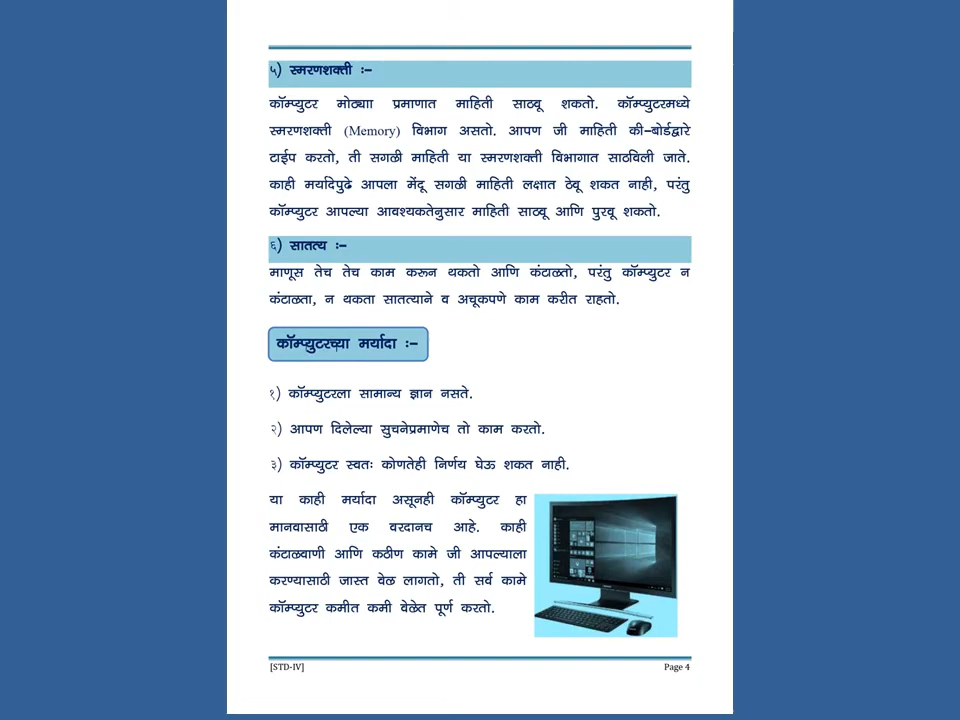 ५) स्मरणशक्ती :–
कॉम्प्युटर मोठ्याा प्रमाणात माहिती साठवू शकतो. कॉम्प्युटरमध्ये
स्मरणशक्ती (Memory) विभाग असतो. आपण जी माहिती की–बोर्डद्वारे
टाईप करतो, ती सगळी माहिती या स्मरणशक्ती विभागात साठविली जाते.
काही मर्यादेपुढे आपला मेंदू सगळी माहिती लक्षात ठेवू शकत नाही, परंतु
कॉम्प्युटर आपल्या आवश्यकतेनुसार माहिती साठवू आणि पुरवू शकतो.
६) सातत्य :–
माणूस तेच तेच काम करून थकतो आणि कंटाळतो, परंतु कॉम्प्युटर न
कंटाळता, न थकता सातत्याने व अचूकपणे काम करीत राहतो.
कॉम्प्युटरच्या मर्यादा :–
१) कॉम्प्युटरला सामान्य ज्ञान नसते.
२) आपण दिलेल्या सुचनेप्रमाणेच तो काम करतो.
३) कॉम्प्युटर स्वतः कोणतेही निर्णय घेऊ शकत नाही.
या काही मर्यादा असूनही कॉम्प्युटर हा
मानवासाठी एक वरदानच आहे. काही
कंटाळवाणी आणि कठीण कामे जी आपल्याला
करण्यासाठी जास्त वेळ लागतो, ती सर्व कामे
कॉम्प्युटर कमीत कमी वेळेत पूर्ण करतो.
[STD-IV] Page 4